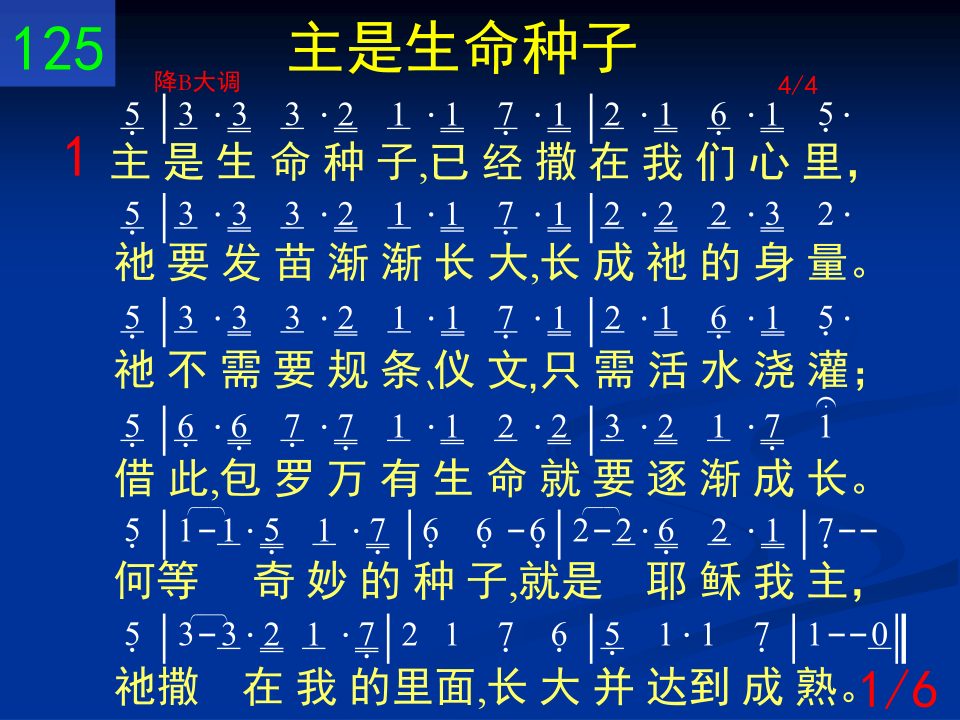 125
主是生命种子
降B大调 4/4
5 | 3 · 3 3 · 2 1 · 1 7 · 1 | 2 · 1 6 · 1 5 ·
1 主是生命种子,已经撒在我们心里，
5 | 3 · 3 3 · 2 1 · 1 7 · 1 | 2 · 2 2 · 3 2 ·
祂要发苗渐渐长大,长成祂的身量。
5 | 3 · 3 3 · 2 1 · 1 7 · 1 | 2 · 1 6 · 1 5 ·
祂不需要规条、仪文,只需活水浇灌；
5 | 6 · 6 7 · 7 1 · 1 2 · 2 | 3 · 2 1 · 7 1
借此,包罗万有生命就要逐渐成长。
5 | 1 - 1 · 5 1 · 7 | 6 6 - 6 | 2 - 2 · 6 2 · 1 | 7 - -
何等 奇妙的种子,就是 耶稣我主，
5 | 3 - 3 · 2 1 · 7 | 2 1 7 6 | 5 1 · 1 7 | 1 - - 0 ‖
祂撒 在我的里面,长大并达到成熟。
1/6